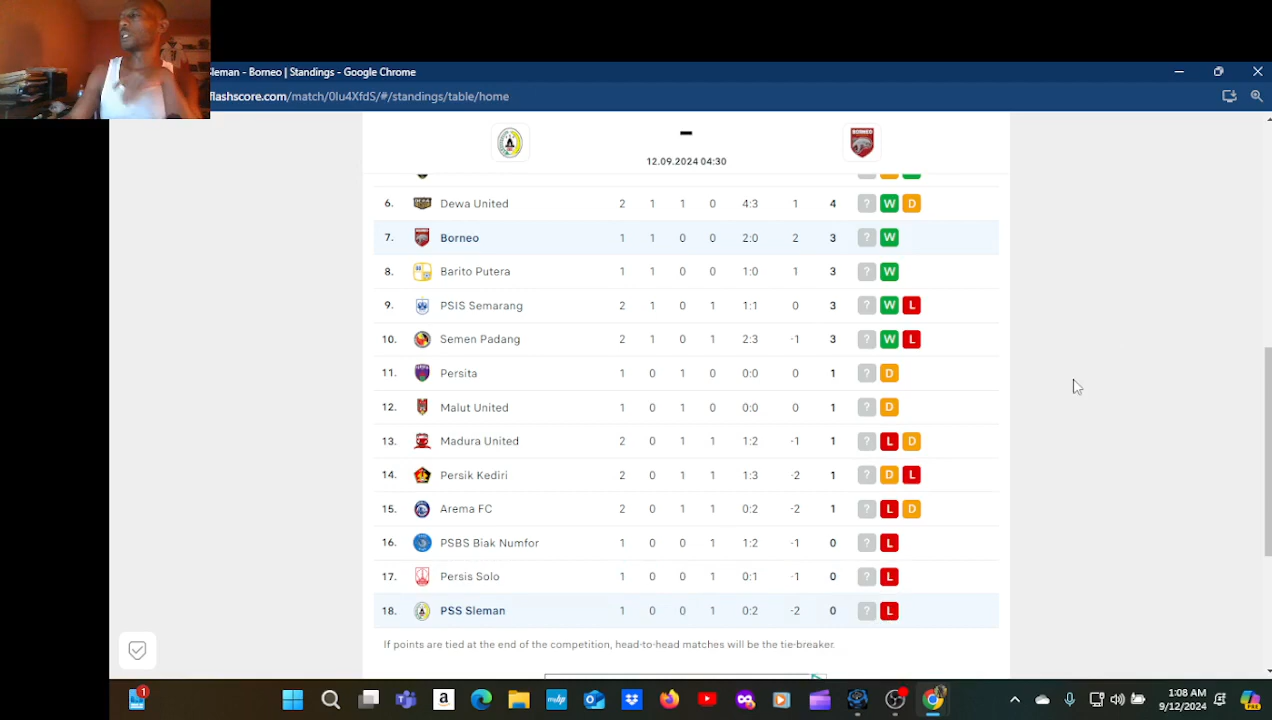 Sleman - Borneo | Standings - Google Chrome
flashscore.com/match/0Iu4XfdS/#/standings/table/home
BORNEO
-
12.09.2024 04:30
6. Dewa United 2 1 1 0 4:3 1 4 ? W D
7. Borneo 1 1 0 0 2:0 2 3 ? W
8. Barito Putera 1 1 0 0 1:0 1 3 ? W
9. PSIS Semarang 2 1 0 1 1:1 0 3 ? W L
10. Semen Padang 2 1 0 1 2:3 -1 3 ? W L
11. Persita 1 0 1 0 0:0 0 1 ? D
12. Malut United 1 0 1 0 0:0 0 1 ? D
13. Madura United 2 0 1 1 1:2 -1 1 ? L D
14. Persik Kediri 2 0 1 1 1:3 -2 1 ? D L
15. Arema FC 2 0 1 1 0:2 -2 1 ? L D
16. PSBS Biak Numfor 1 0 0 1 1:2 -1 0 ? L
17. Persis Solo 1 0 0 1 0:1 -1 0 ? L
18. PSS Sleman 1 0 0 1 0:2 -2 0 ? L
If points are tied at the end of the competition, head-to-head matches will be the tie-breaker.
1
1:08 AM
9/12/2024